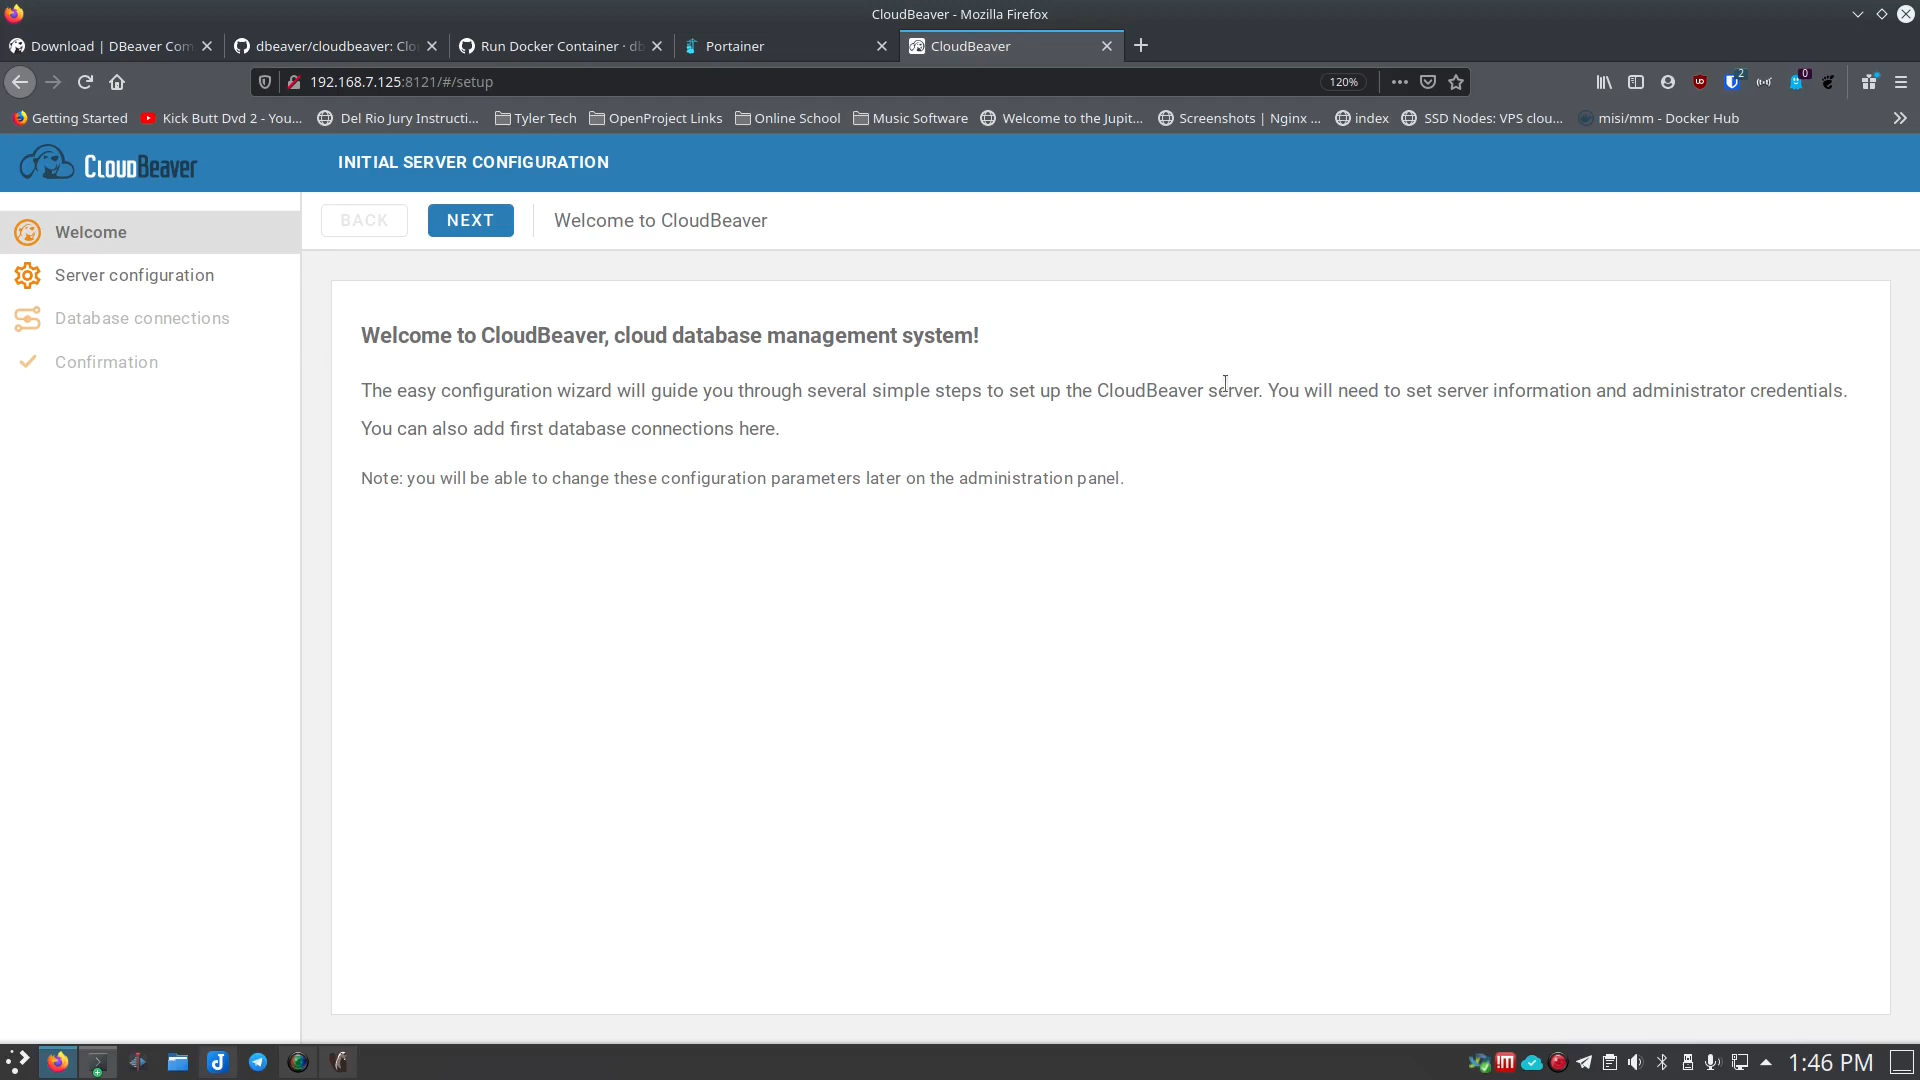 CloudBeaver - Mozilla Firefox
Download | DBeaver Com
dbeaver/cloudbeaver: Clo
Run Docker Container · db
Portainer
CloudBeaver
192.168.7.125:8121/#/setup
120%
2
0
Getting Started
Kick Butt Dvd 2 - You...
Del Rio Jury Instructi...
Tyler Tech
OpenProject Links
Online School
Music Software
Welcome to the Jupit...
Screenshots | Nginx ...
index
SSD Nodes: VPS clou...
misi/mm - Docker Hub
CLOUDBeaver
INITIAL SERVER CONFIGURATION
BACK
NEXT
Welcome to CloudBeaver
Welcome
Server configuration
Database connections
Confirmation
Welcome to CloudBeaver, cloud database management system!
The easy configuration wizard will guide you through several simple steps to set up the CloudBeaver server. You will need to set server information and administrator credentials.
You can also add first database connections here.
Note: you will be able to change these configuration parameters later on the administration panel.
1:46 PM